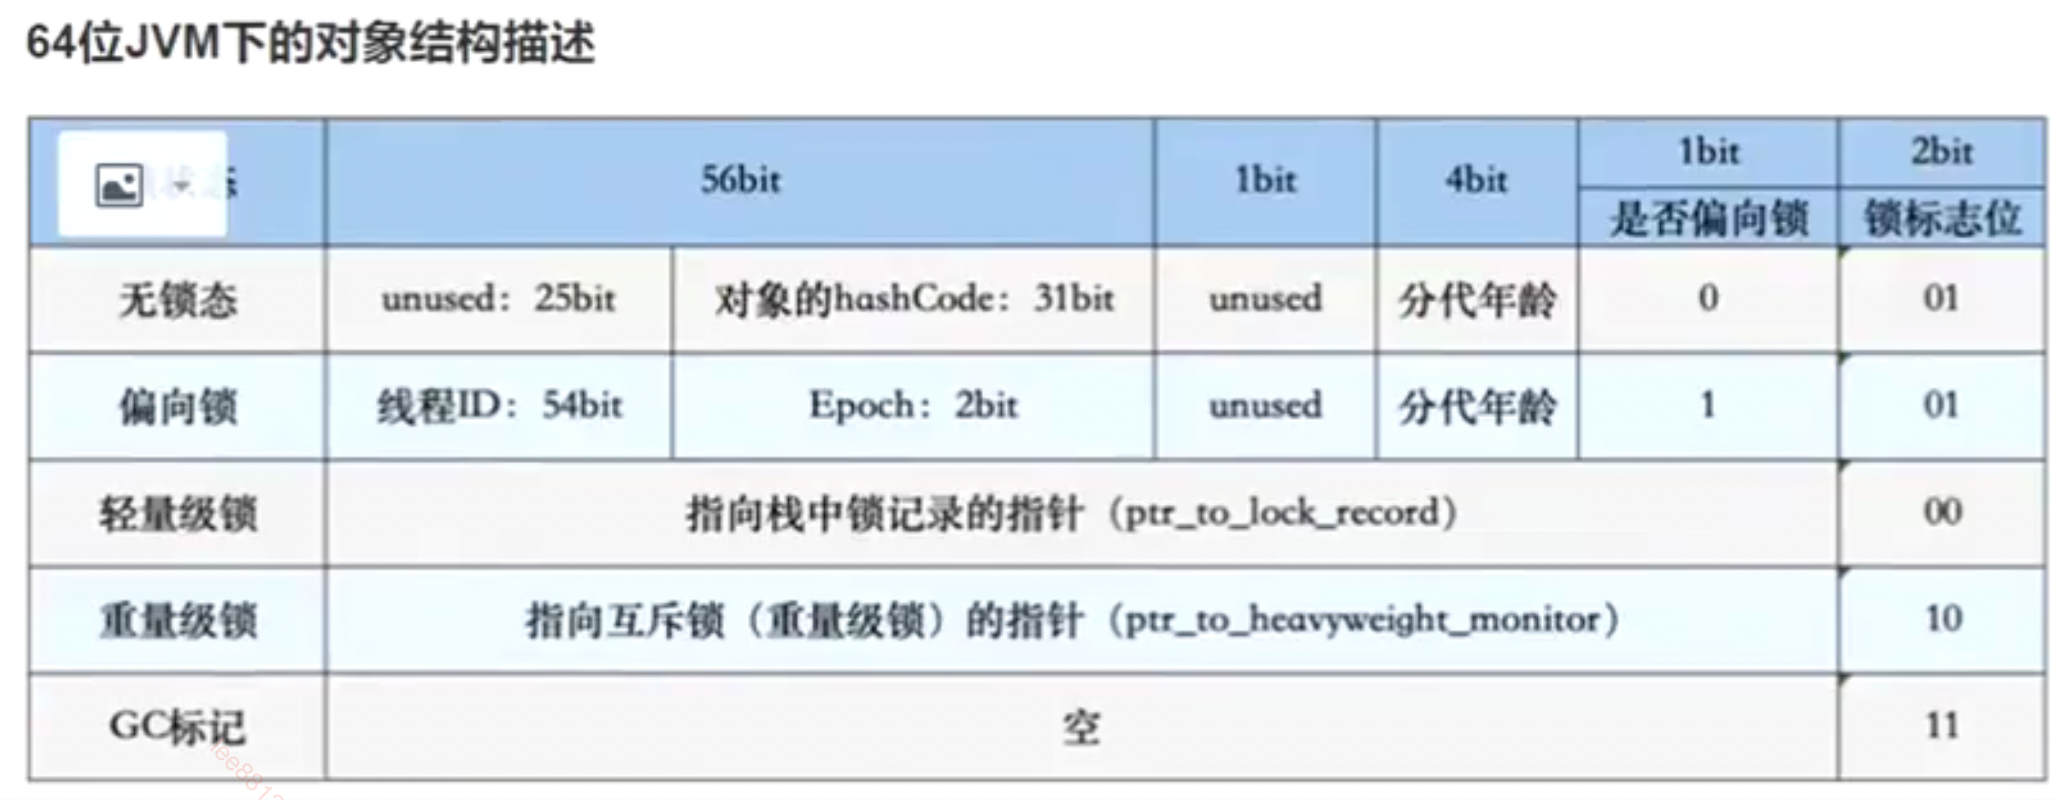 64位JVM下的对象结构描述
56bit 1bit 4bit 1bit 2bit
是否偏向锁 锁标志位
无锁态 unused：25bit 对象的hashCode：31bit unused 分代年龄 0 01
偏向锁 线程ID：54bit Epoch：2bit unused 分代年龄 1 01
轻量级锁 指向栈中锁记录的指针（ptr_to_lock_record） 00
重量级锁 指向互斥锁（重量级锁）的指针（ptr_to_heavyweight_monitor） 10
GC标记 空 11